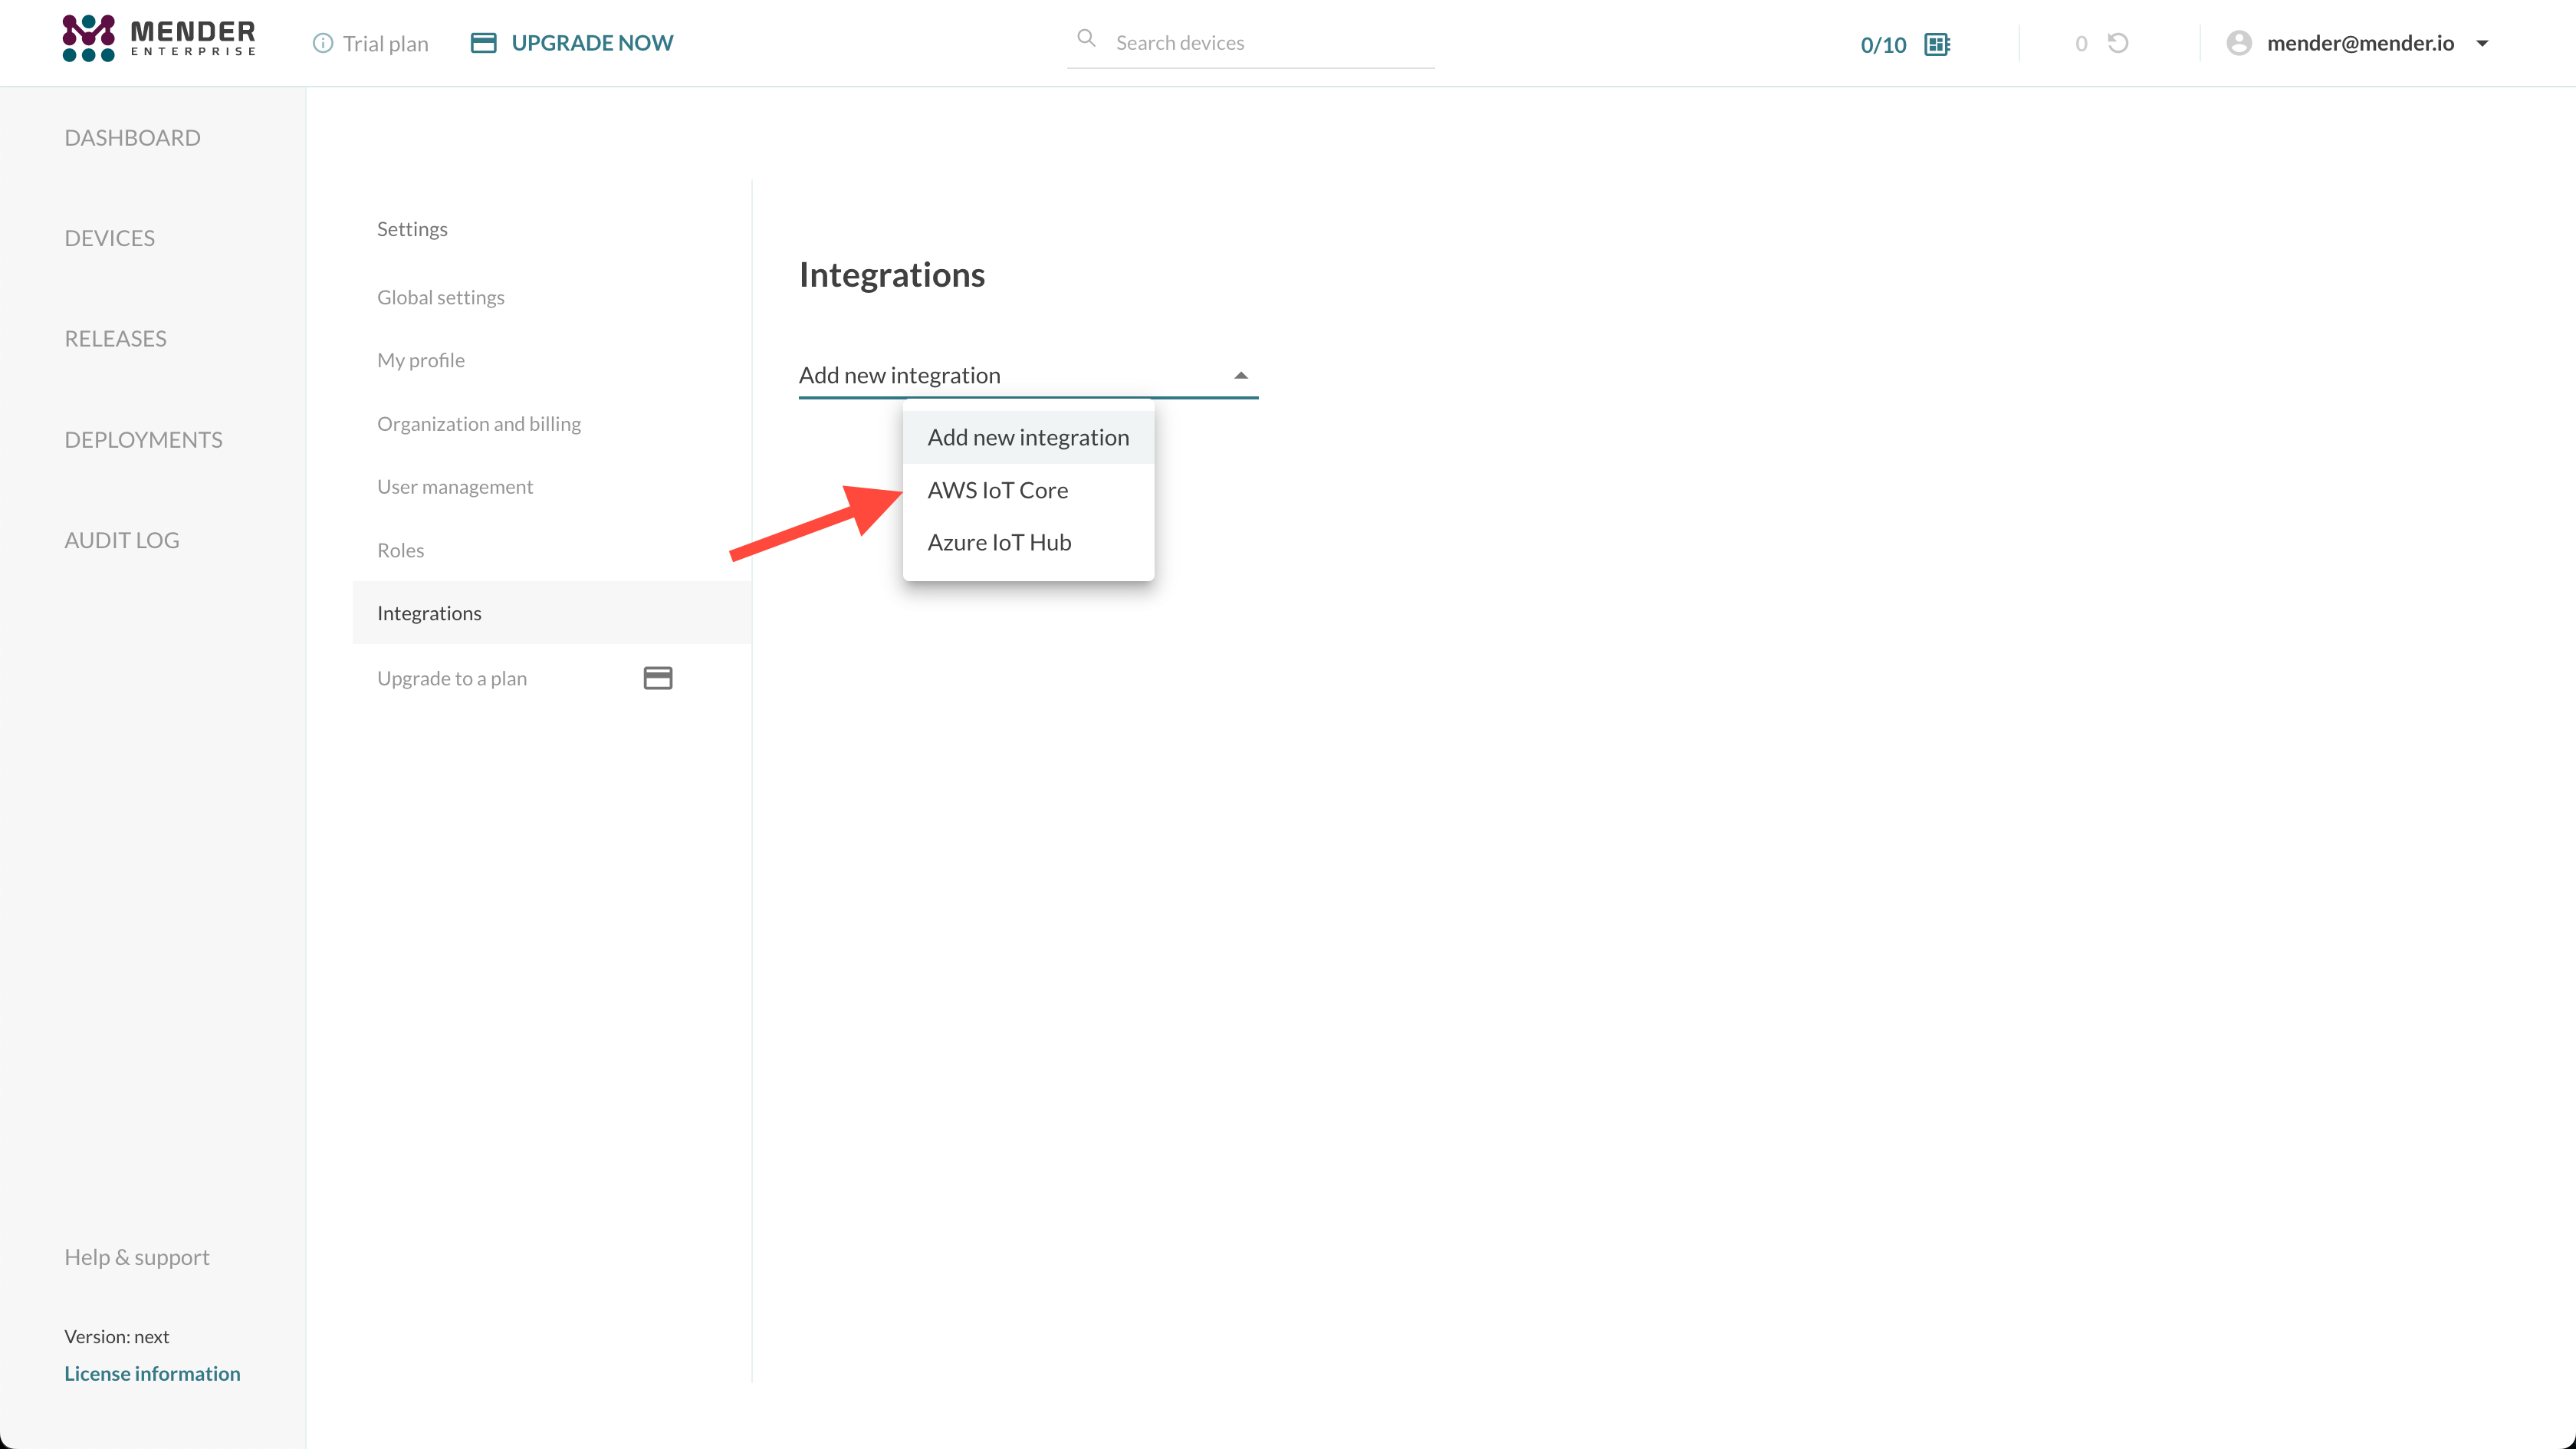 MENDER
ENTERPRISE
Trial plan
UPGRADE NOW
Search devices
0/10
0
mender@mender.io
DASHBOARD
DEVICES
RELEASES
DEPLOYMENTS
AUDIT LOG
Help & support
Version: next
License information
Settings
Global settings
My profile
Organization and billing
User management
Roles
Integrations
Upgrade to a plan
Integrations
Add new integration
Add new integration
AWS IoT Core
Azure IoT Hub